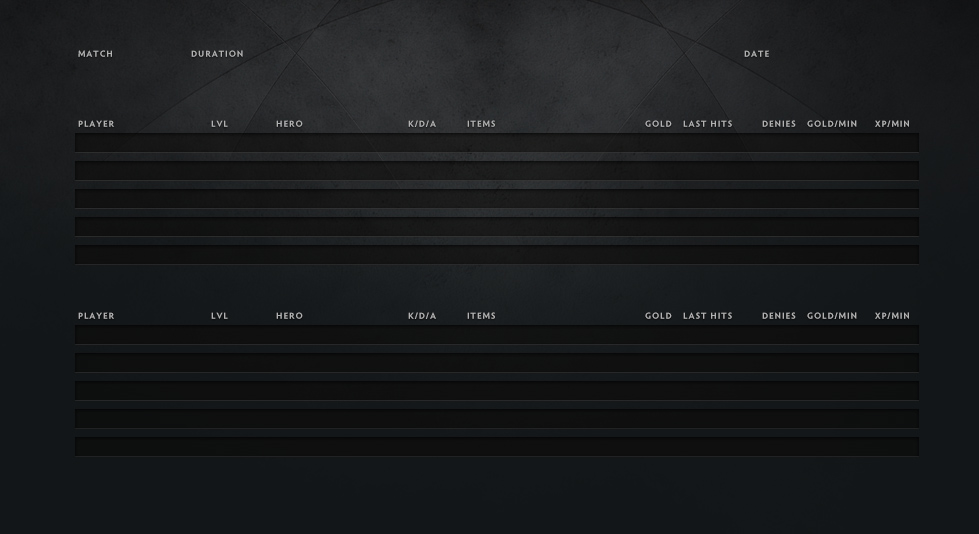 MATCH DURATION DATE
PLAYER LVL HERO K/D/A ITEMS GOLD LAST HITS DENIES GOLD/MIN XP/MIN
PLAYER LVL HERO K/D/A ITEMS GOLD LAST HITS DENIES GOLD/MIN XP/MIN